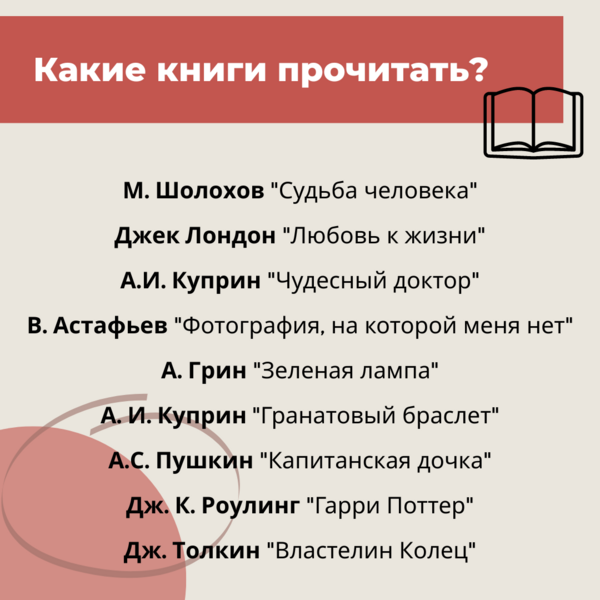 Какие книги прочитать?
М. Шолохов "Судьба человека"
Джек Лондон "Любовь к жизни"
А.И. Куприн "Чудесный доктор"
В. Астафьев "Фотография, на которой меня нет"
А. Грин "Зеленая лампа"
А. И. Куприн "Гранатовый браслет"
А.С. Пушкин "Капитанская дочка"
Дж. К. Роулинг "Гарри Поттер"
Дж. Толкин "Властелин Колец"